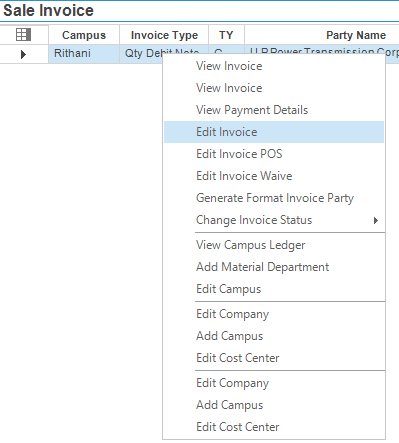 Sale Invoice
Campus Invoice Type TY Party Name
Rithani Qty Debit Note U P Power Transmission Corp
View Invoice
View Invoice
View Payment Details
Edit Invoice
Edit Invoice POS
Edit Invoice Waive
Generate Format Invoice Party
Change Invoice Status
View Campus Ledger
Add Material Department
Edit Campus
Edit Company
Add Campus
Edit Cost Center
Edit Company
Add Campus
Edit Cost Center